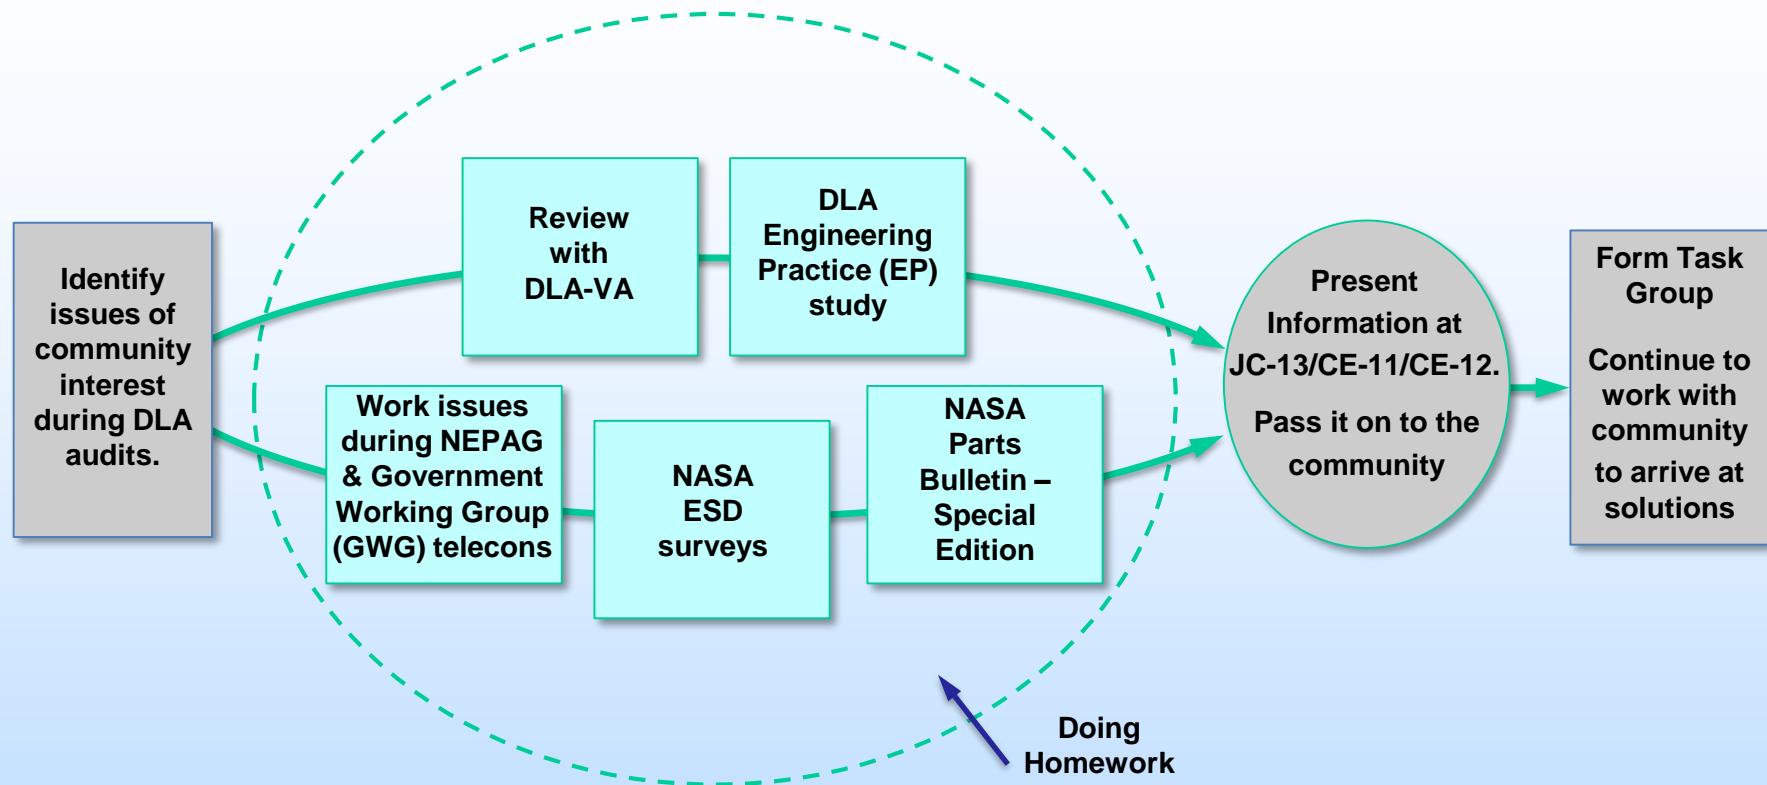 Identify
issues of
community
interest
during DLA
audits.
Review
with
DLA-VA
DLA
Engineering
Practice (EP)
study
Work issues
during NEPAG
& Government
Working Group
(GWG) telecons
NASA
ESD
surveys
NASA
Parts
Bulletin –
Special
Edition
Present
Information at
JC-13/CE-11/CE-12.
Pass it on to the
community
Form Task
Group
Continue to
work with
community
to arrive at
solutions
Doing
Homework